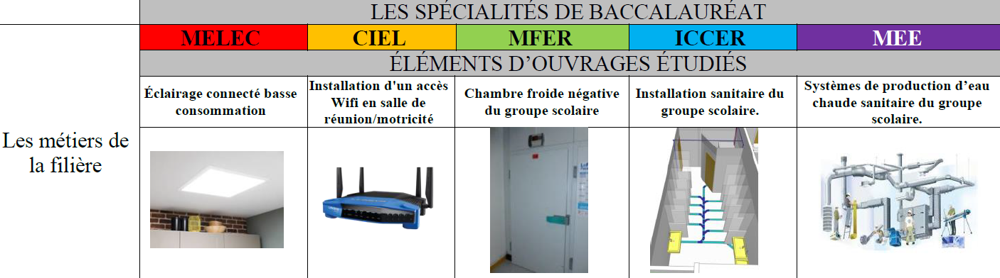 LES SPÉCIALITÉS DE BACCALAURÉAT
MELEC CIEL MFER ICCER MEE
ÉLÉMENTS D’OUVRAGES ÉTUDIÉS
Éclairage connecté basse
consommation
Installation d'un accès
Wifi en salle de
réunion/motricité
Chambre froide négative
du groupe scolaire
Installation sanitaire du
groupe scolaire.
Systèmes de production d’eau
chaude sanitaire du groupe
scolaire.
Les métiers de
la filière